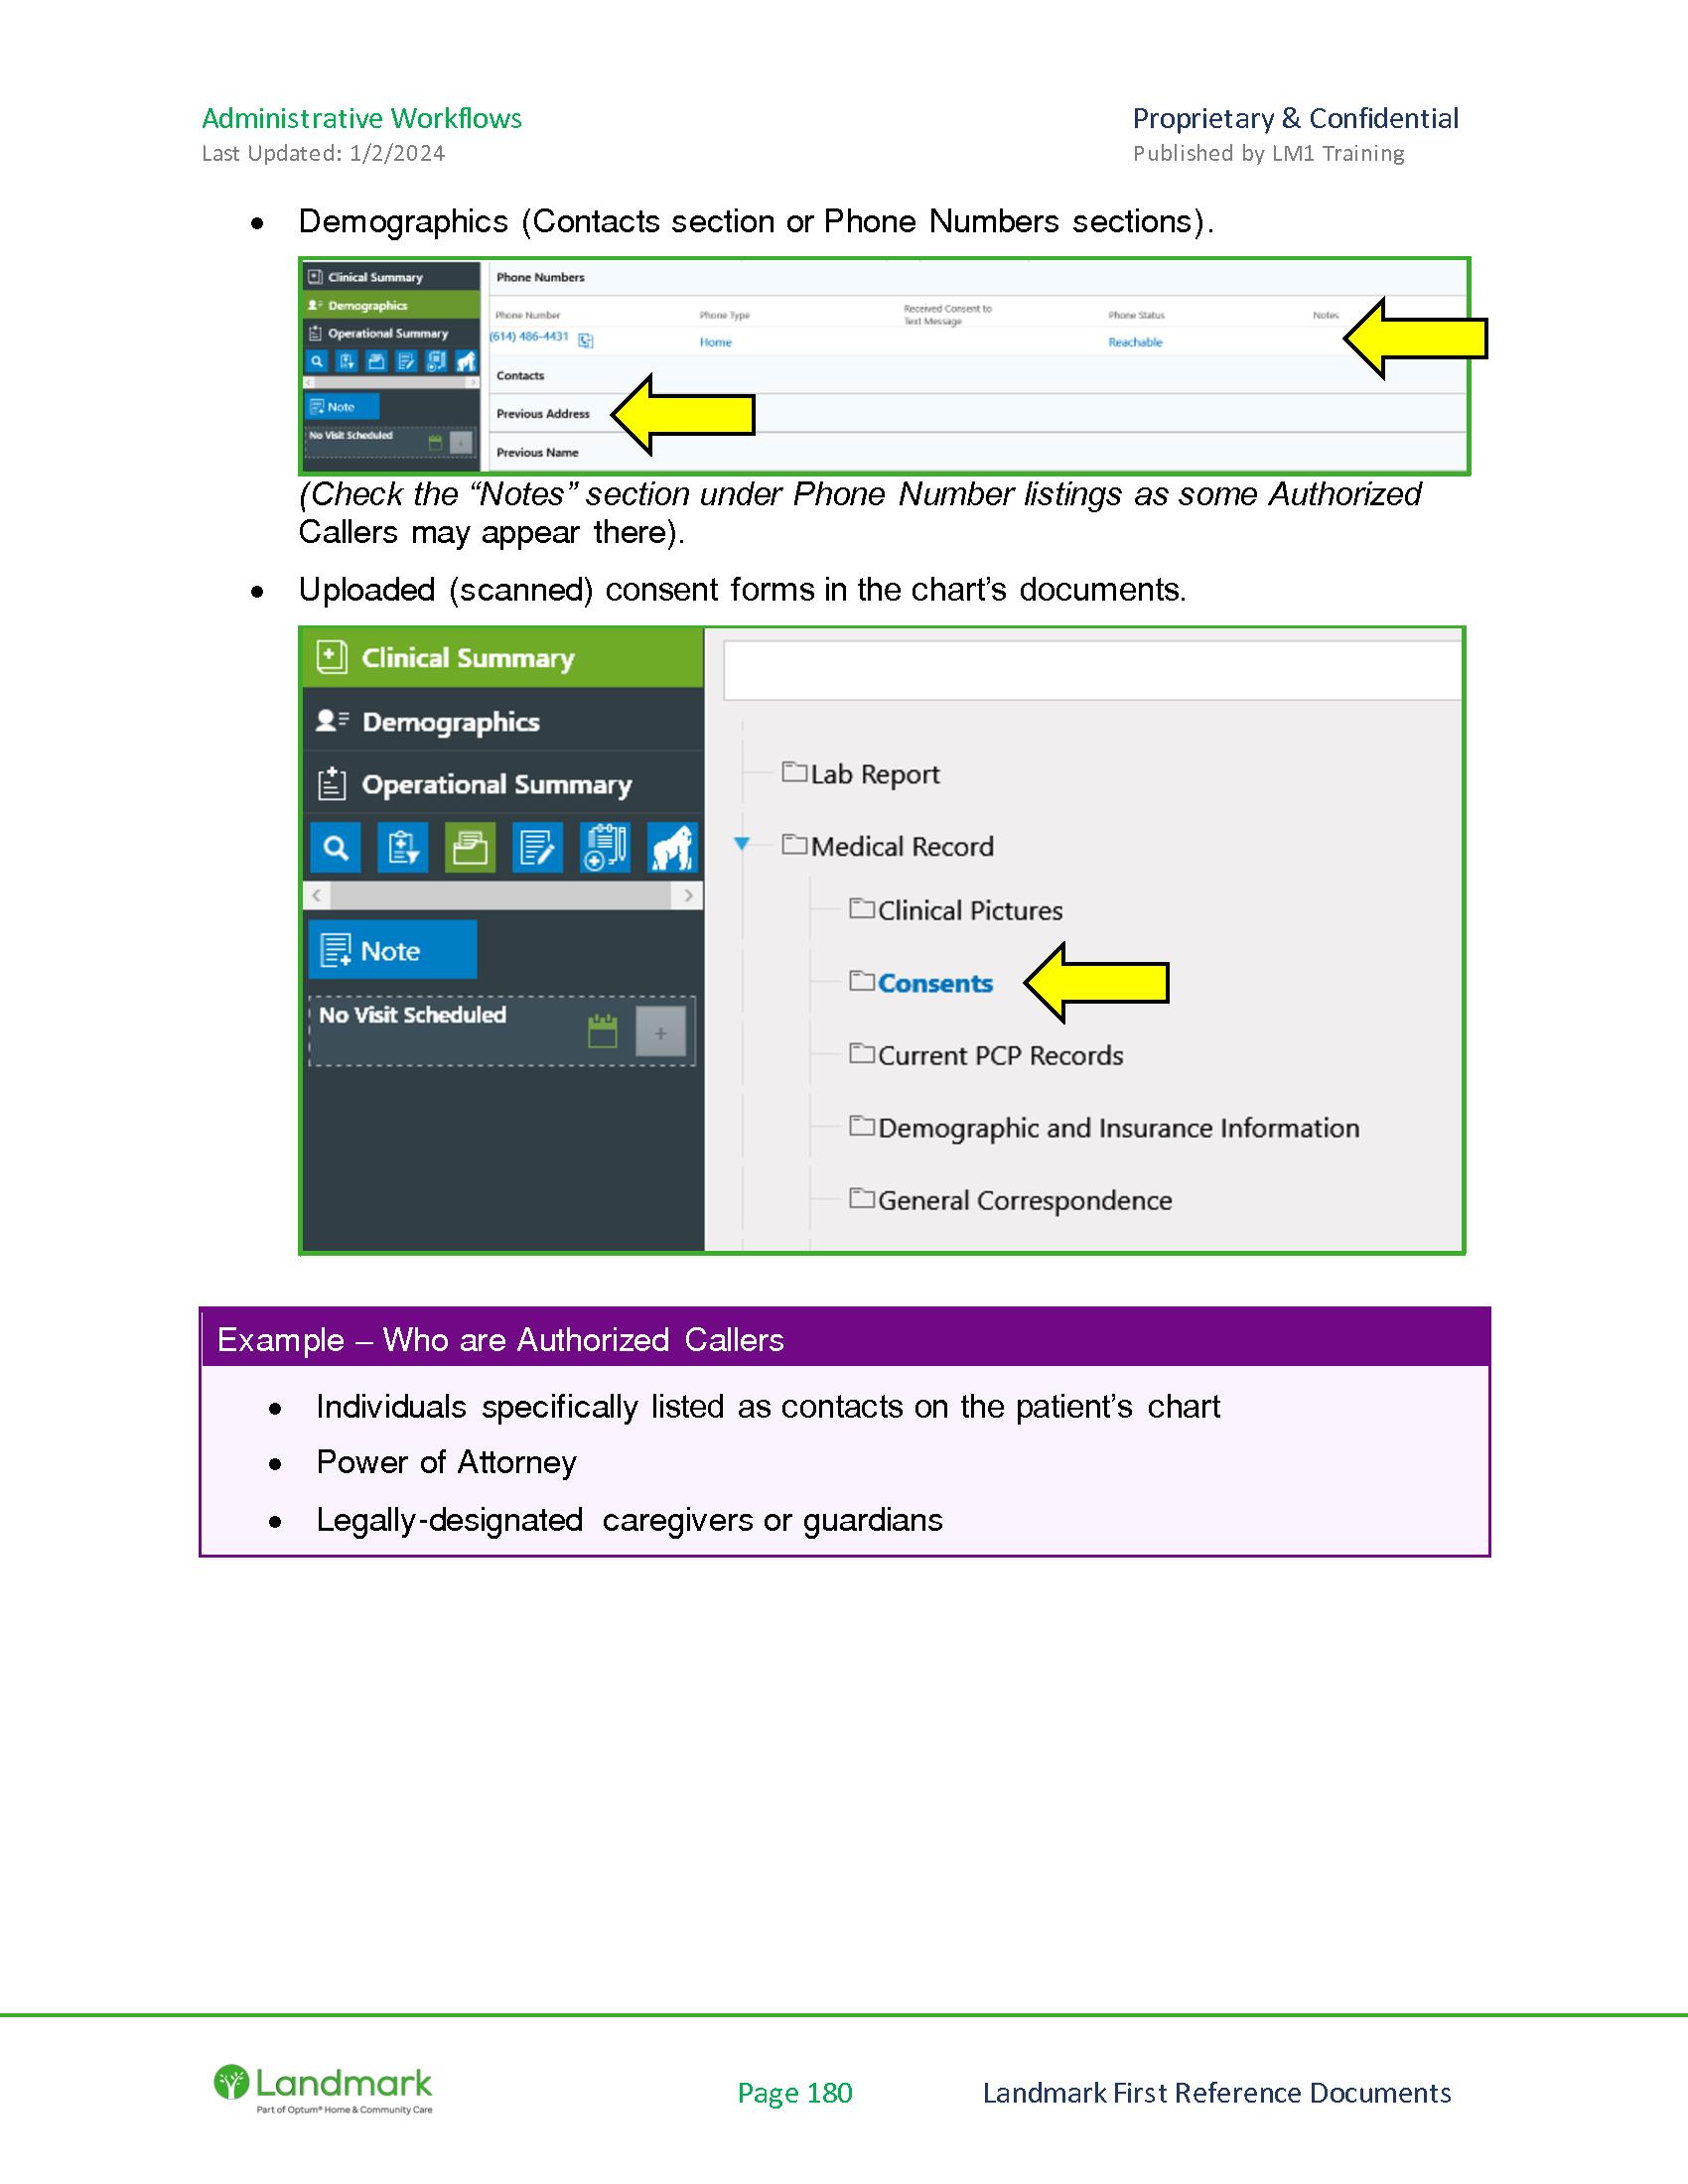 Administrative Workflows
Last Updated: 1/2/2024
Proprietary & Confidential
Published by LM1 Training
• Demographics (Contacts section or Phone Numbers sections).
Clinical Summary
Demographics
Operational Summary
Note
No Visit Scheduled
Phone Numbers
Phone Number Phone Type Received Consent to Phone Status Notes
Text Message
(614) 486-4431 Home Reachable
Contacts
Previous Address
Previous Name
(Check the “Notes” section under Phone Number listings as some Authorized
Callers may appear there).
• Uploaded (scanned) consent forms in the chart’s documents.
Clinical Summary
Demographics
Operational Summary
Note
No Visit Scheduled
Lab Report
Medical Record
Clinical Pictures
Consents
Current PCP Records
Demographic and Insurance Information
General Correspondence
Example – Who are Authorized Callers
• Individuals specifically listed as contacts on the patient’s chart
• Power of Attorney
• Legally-designated caregivers or guardians
Landmark
Part of Optum® Home & Community Care
Page 180
Landmark First Reference Documents